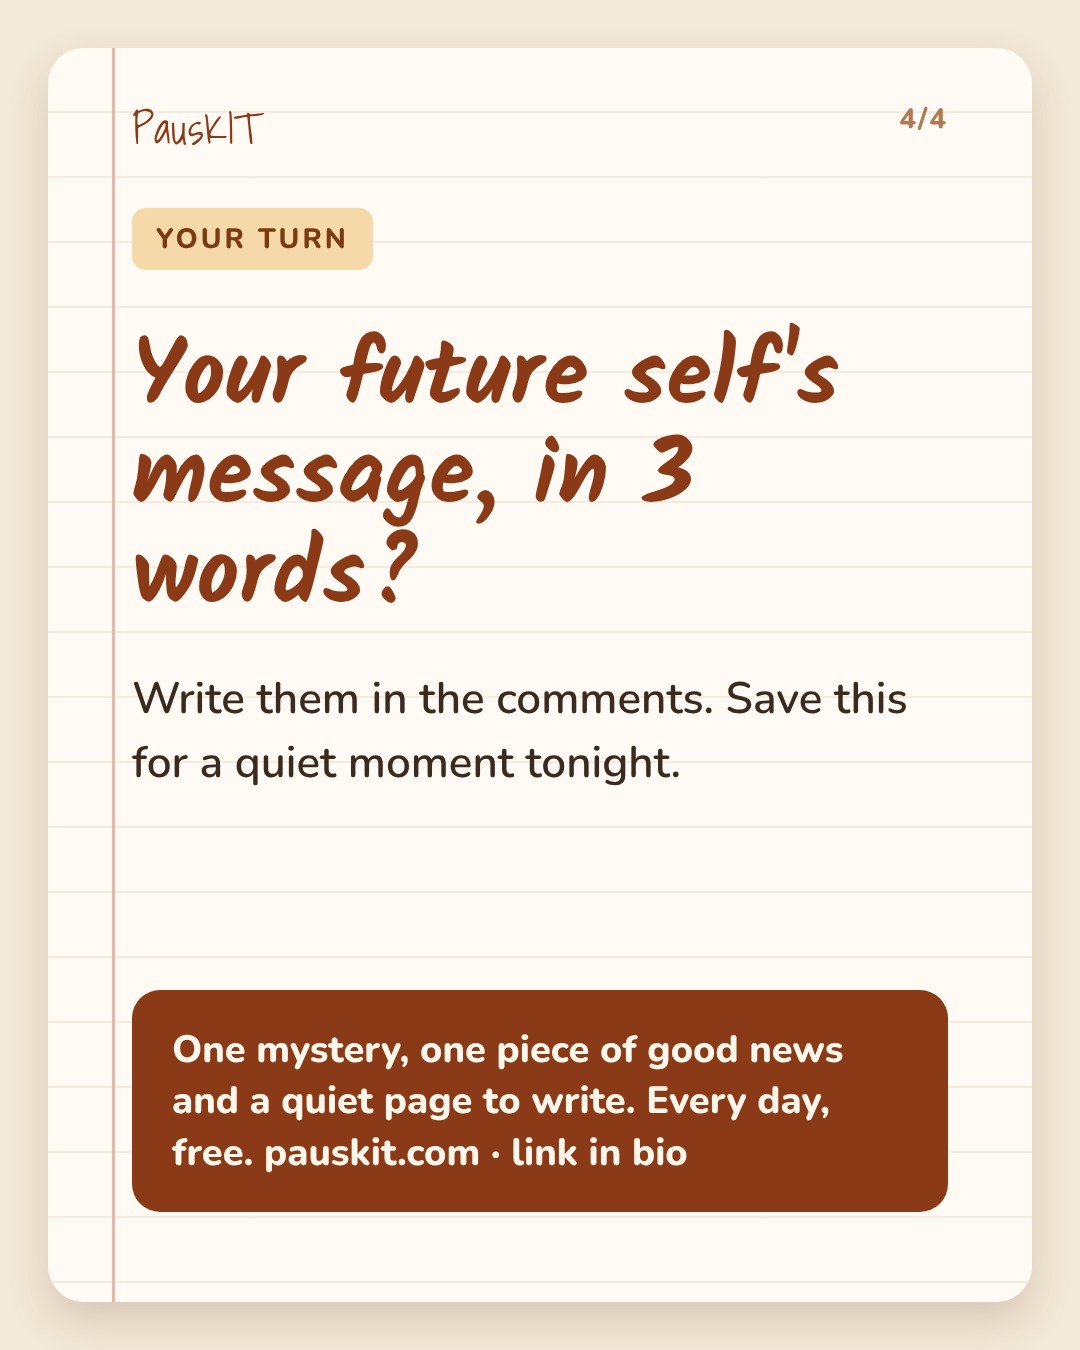 PausKIT
4/4
YOUR TURN
Your future self's
message, in 3
words?
Write them in the comments. Save this
for a quiet moment tonight.
One mystery, one piece of good news
and a quiet page to write. Every day,
free. pauskit.com · link in bio